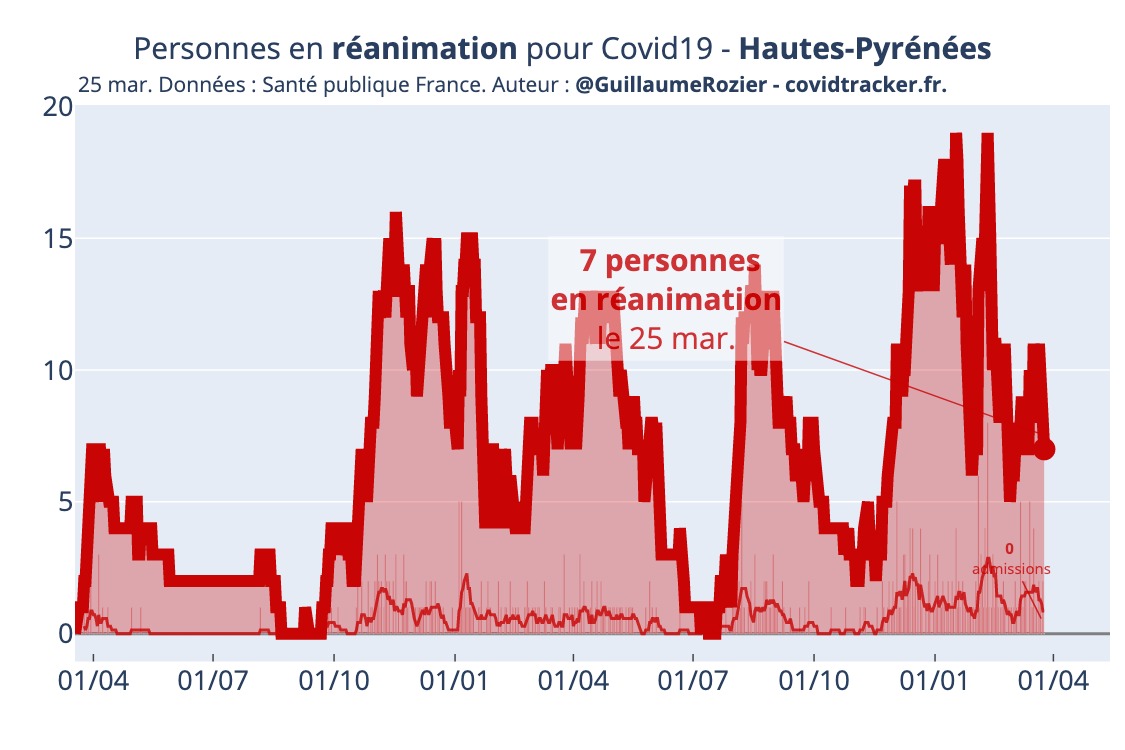 Personnes en réanimation pour Covid19 - Hautes-Pyrénées
25 mar. Données : Santé publique France. Auteur : @GuillaumeRozier - covidtracker.fr.
20
15
10
5
0
7 personnes
en réanimation
le 25 mar.
0
admissions
01/04 01/07 01/10 01/01 01/04 01/07 01/10 01/01 01/04